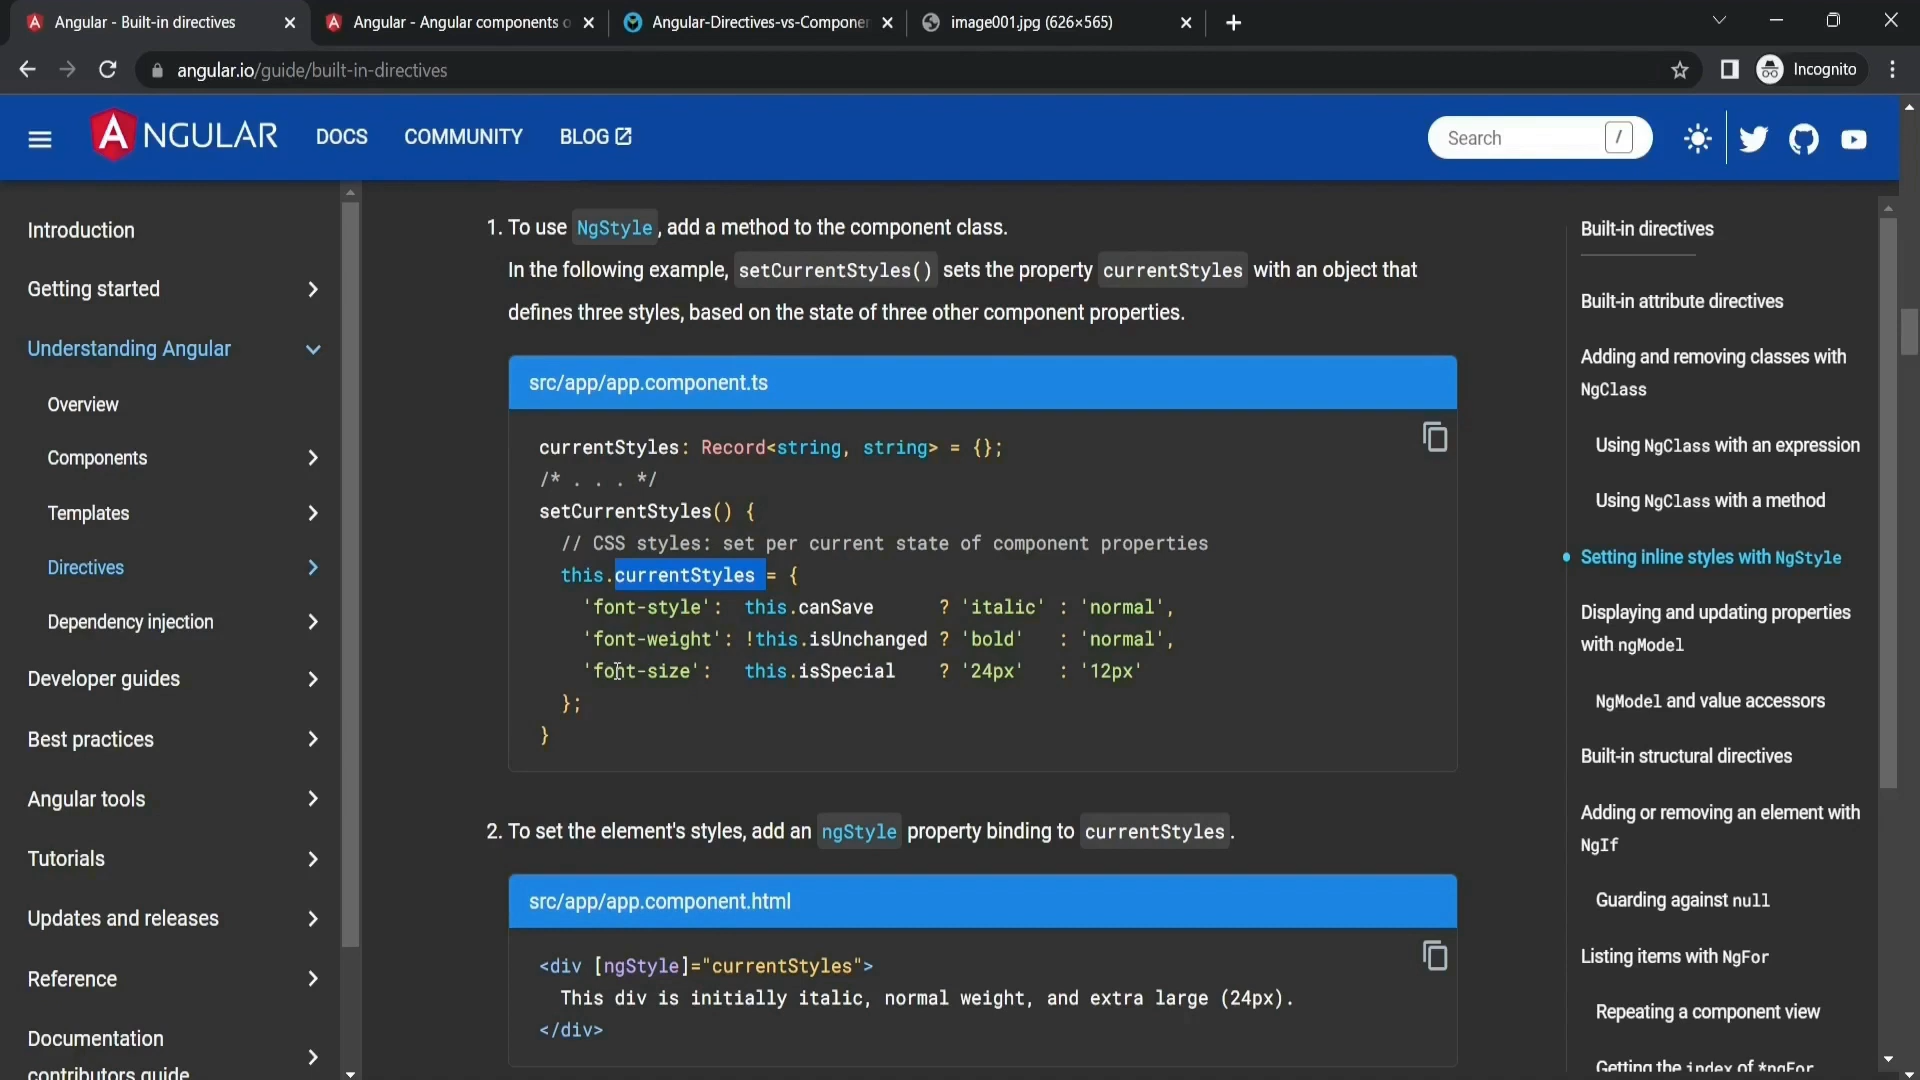 Angular - Built-in directives
Angular - Angular components o
Angular-Directives-vs-Componen
image001.jpg (626×565)
angular.io/guide/built-in-directives
Incognito
ANGULAR
DOCS
COMMUNITY
BLOG
Search
/
Introduction
Getting started
Understanding Angular
Overview
Components
Templates
Directives
Dependency injection
Developer guides
Best practices
Angular tools
Tutorials
Updates and releases
Reference
Documentation
contributors guide
1. To use NgStyle, add a method to the component class.
In the following example, setCurrentStyles() sets the property currentStyles with an object that
defines three styles, based on the state of three other component properties.
src/app/app.component.ts
currentStyles: Record<string, string> = {};
/* . . . */
setCurrentStyles() {
// CSS styles: set per current state of component properties
this.currentStyles = {
'font-style': this.canSave ? 'italic' : 'normal',
'font-weight': !this.isUnchanged ? 'bold' : 'normal',
'font-size': this.isSpecial ? '24px' : '12px'
};
}
2. To set the element's styles, add an ngStyle property binding to currentStyles.
src/app/app.component.html
<div [ngStyle]="currentStyles">
This div is initially italic, normal weight, and extra large (24px).
</div>
Built-in directives
Built-in attribute directives
Adding and removing classes with
NgClass
Using NgClass with an expression
Using NgClass with a method
Setting inline styles with NgStyle
Displaying and updating properties
with ngModel
NgModel and value accessors
Built-in structural directives
Adding or removing an element with
NgIf
Guarding against null
Listing items with NgFor
Repeating a component view
Getting the index of *ngFor